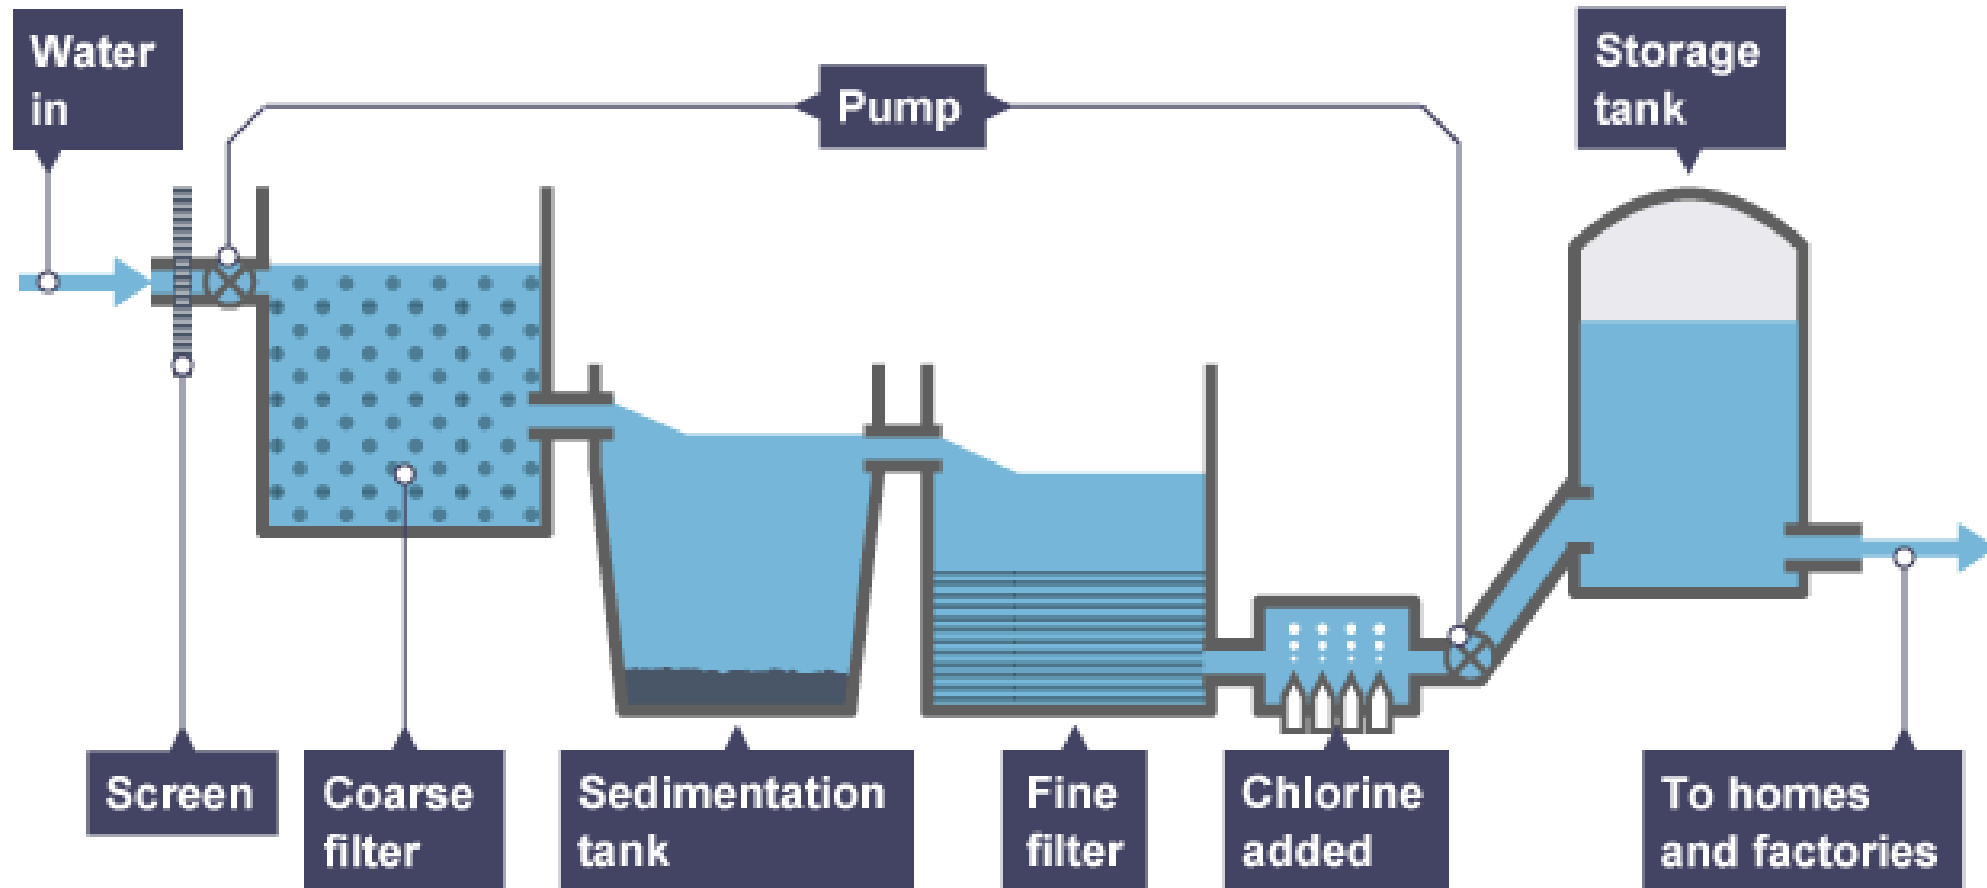 Water
in
Pump
Storage
tank
Screen
Coarse
filter
Sedimentation
tank
Fine
filter
Chlorine
added
To homes
and factories